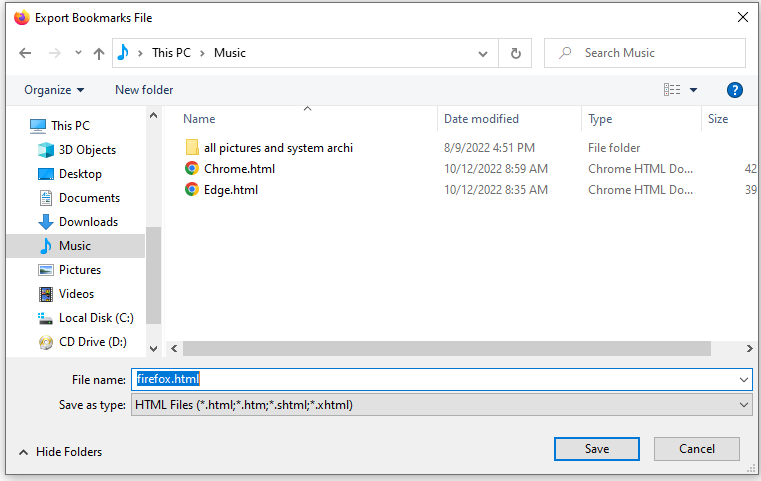 Export Bookmarks File
This PC > Music
Search Music
Organize New folder
Name Date modified Type Size
This PC
3D Objects
Desktop
Documents
Downloads
Music
Pictures
Videos
Local Disk (C:)
CD Drive (D:)
all pictures and system archi 8/9/2022 4:51 PM File folder
Chrome.html 10/12/2022 8:59 AM Chrome HTML Do... 42
Edge.html 10/12/2022 8:35 AM Chrome HTML Do... 39
File name: firefox.html
Save as type: HTML Files (*.html;*.htm;*.shtml;*.xhtml)
Hide Folders Save Cancel